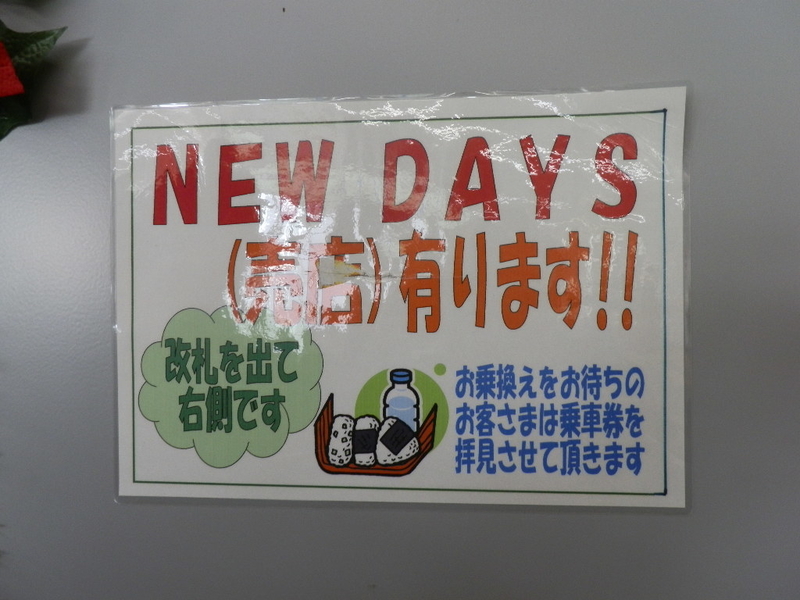 NEW DAYS
(売店)有ります!!
改札を出て
右側です
お乗換えをお待ちの
お客さまは乗車券を
拝見させて頂きます